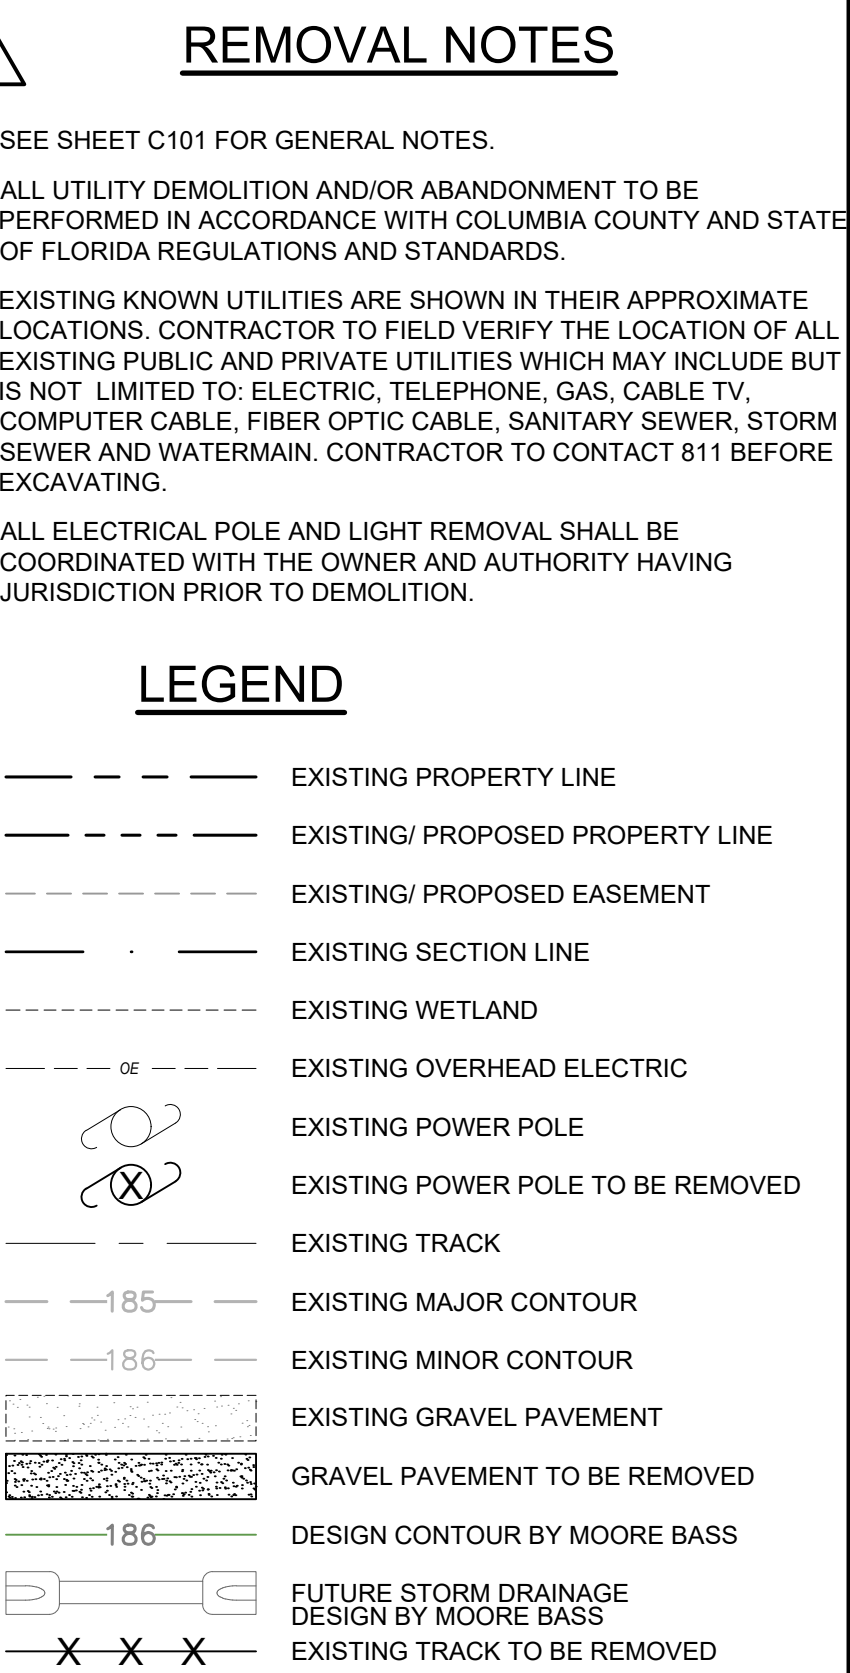 REMOVAL NOTES
SEE SHEET C101 FOR GENERAL NOTES.
ALL UTILITY DEMOLITION AND/OR ABANDONMENT TO BE
PERFORMED IN ACCORDANCE WITH COLUMBIA COUNTY AND STATE
OF FLORIDA REGULATIONS AND STANDARDS.
EXISTING KNOWN UTILITIES ARE SHOWN IN THEIR APPROXIMATE
LOCATIONS. CONTRACTOR TO FIELD VERIFY THE LOCATION OF ALL
EXISTING PUBLIC AND PRIVATE UTILITIES WHICH MAY INCLUDE BUT
IS NOT LIMITED TO: ELECTRIC, TELEPHONE, GAS, CABLE TV,
COMPUTER CABLE, FIBER OPTIC CABLE, SANITARY SEWER, STORM
SEWER AND WATERMAIN. CONTRACTOR TO CONTACT 811 BEFORE
EXCAVATING.
ALL ELECTRICAL POLE AND LIGHT REMOVAL SHALL BE
COORDINATED WITH THE OWNER AND AUTHORITY HAVING
JURISDICTION PRIOR TO DEMOLITION.
LEGEND
EXISTING PROPERTY LINE
EXISTING/ PROPOSED PROPERTY LINE
EXISTING/ PROPOSED EASEMENT
EXISTING SECTION LINE
EXISTING WETLAND
OE EXISTING OVERHEAD ELECTRIC
EXISTING POWER POLE
X EXISTING POWER POLE TO BE REMOVED
EXISTING TRACK
185 EXISTING MAJOR CONTOUR
186 EXISTING MINOR CONTOUR
EXISTING GRAVEL PAVEMENT
GRAVEL PAVEMENT TO BE REMOVED
186 DESIGN CONTOUR BY MOORE BASS
FUTURE STORM DRAINAGE
DESIGN BY MOORE BASS
X X X EXISTING TRACK TO BE REMOVED